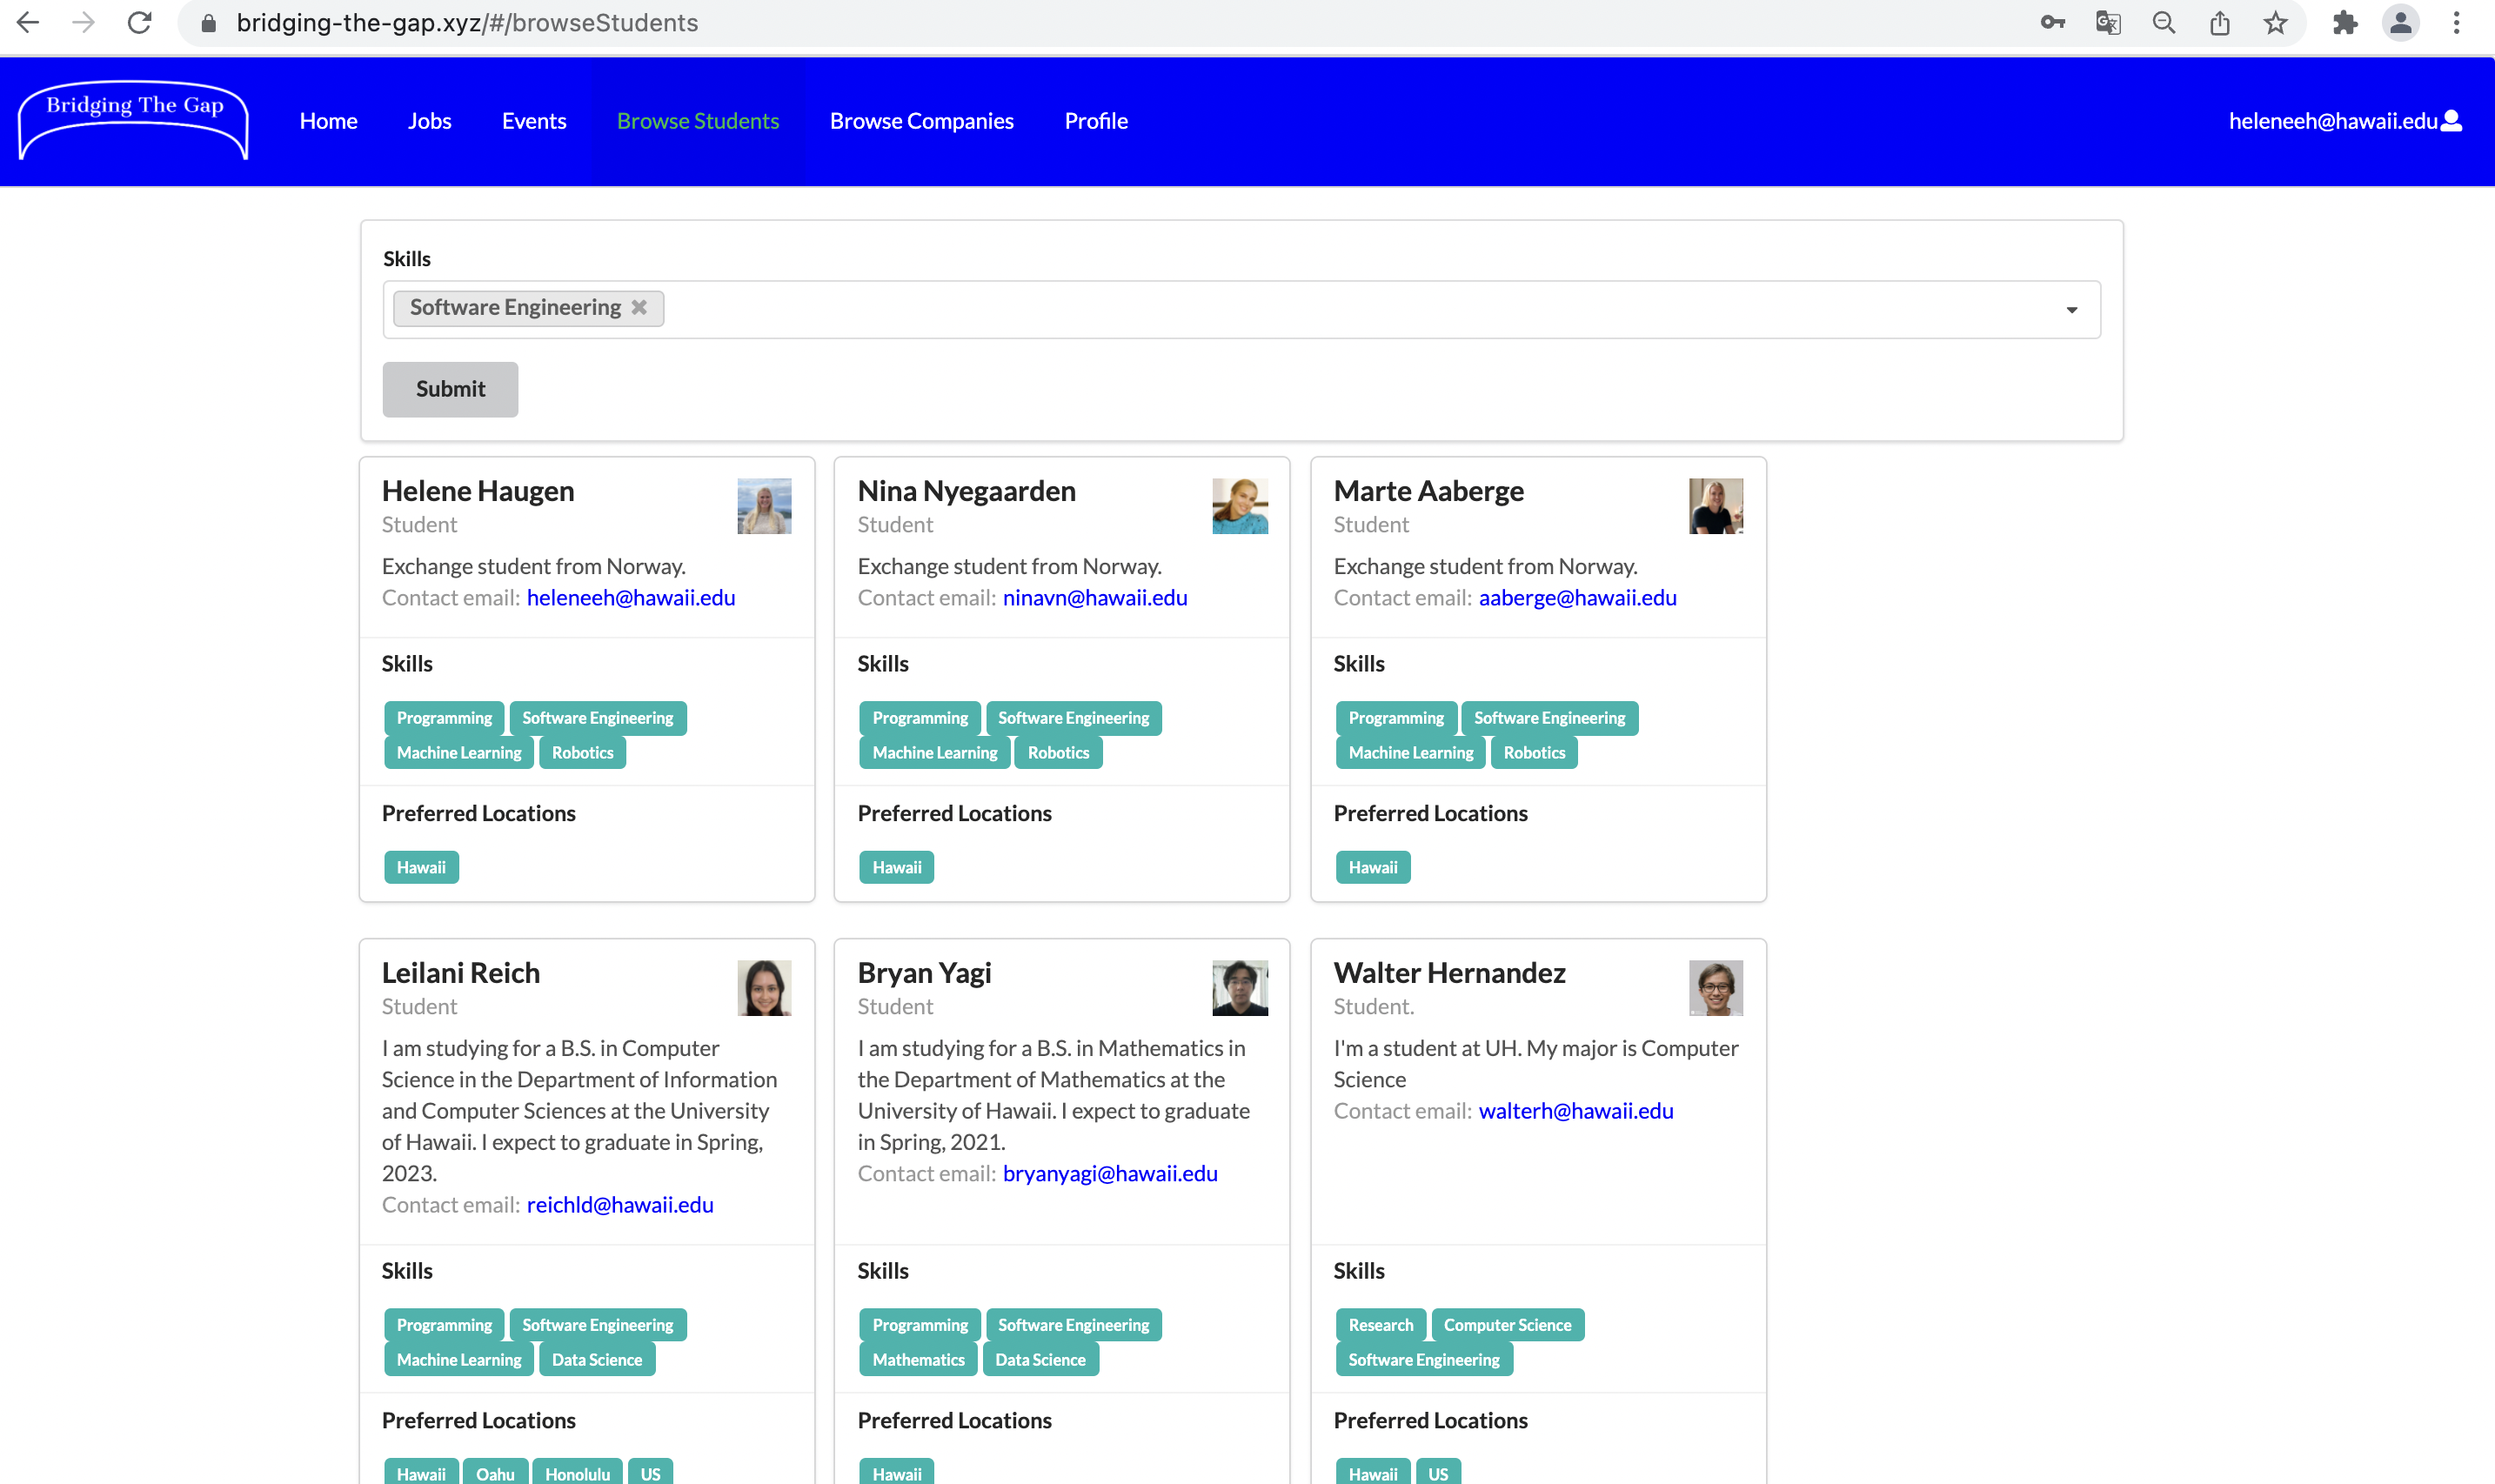 bridging-the-gap.xyz/#/browseStudents
Bridging The Gap
Home Jobs Events Browse Students Browse Companies Profile heleneeh@hawaii.edu
Skills
Software Engineering
Submit
Helene Haugen
Student
Exchange student from Norway.
Contact email: heleneeh@hawaii.edu
Skills
Programming Software Engineering
Machine Learning Robotics
Preferred Locations
Hawaii
Nina Nyegaarden
Student
Exchange student from Norway.
Contact email: ninavn@hawaii.edu
Skills
Programming Software Engineering
Machine Learning Robotics
Preferred Locations
Hawaii
Marte Aaberge
Student
Exchange student from Norway.
Contact email: aaberge@hawaii.edu
Skills
Programming Software Engineering
Machine Learning Robotics
Preferred Locations
Hawaii
Leilani Reich
Student
I am studying for a B.S. in Computer
Science in the Department of Information
and Computer Sciences at the University
of Hawaii. I expect to graduate in Spring,
2023.
Contact email: reichld@hawaii.edu
Skills
Programming Software Engineering
Machine Learning Data Science
Preferred Locations
Hawaii Oahu Honolulu US
Bryan Yagi
Student
I am studying for a B.S. in Mathematics in
the Department of Mathematics at the
University of Hawaii. I expect to graduate
in Spring, 2021.
Contact email: bryanyagi@hawaii.edu
Skills
Programming Software Engineering
Mathematics Data Science
Preferred Locations
Hawaii
Walter Hernandez
Student.
I'm a student at UH. My major is Computer
Science
Contact email: walterh@hawaii.edu
Skills
Research Computer Science
Software Engineering
Preferred Locations
Hawaii US